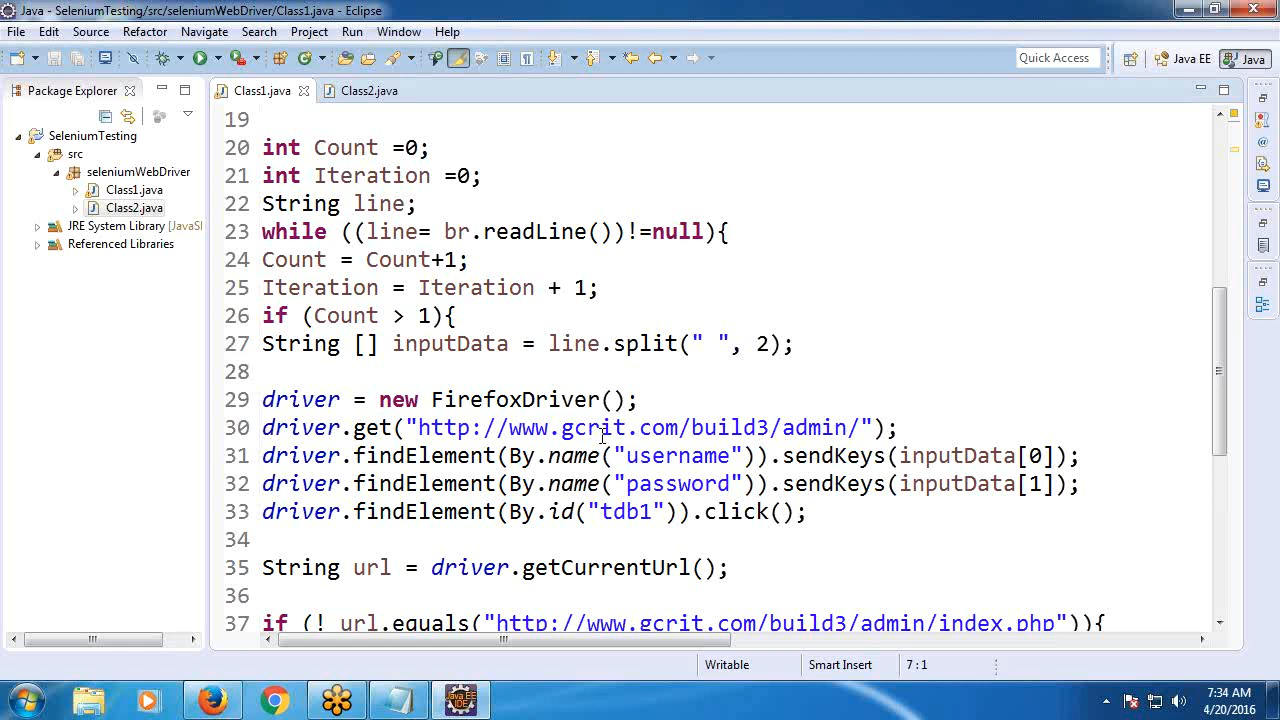 Java - SeleniumTesting/src/seleniumWebDriver/Class1.java - Eclipse
File Edit Source Refactor Navigate Search Project Run Window Help
Quick Access
Java EE
Java
Package Explorer
Class1.java
Class2.java
SeleniumTesting
src
seleniumWebDriver
Class1.java
Class2.java
JRE System Library [JavaS
Referenced Libraries
19
20 int Count =0;
21 int Iteration =0;
22 String line;
23 while ((line= br.readLine())!=null){
24 Count = Count+1;
25 Iteration = Iteration + 1;
26 if (Count > 1){
27 String [] inputData = line.split(" ", 2);
28
29 driver = new FirefoxDriver();
30 driver.get("http://www.gcrit.com/build3/admin/");
31 driver.findElement(By.name("username")).sendKeys(inputData[0]);
32 driver.findElement(By.name("password")).sendKeys(inputData[1]);
33 driver.findElement(By.id("tdb1")).click();
34
35 String url = driver.getCurrentUrl();
36
37 if (! url.equals("http://www.gcrit.com/build3/admin/index.php")){
Writable
Smart Insert
7 : 1
Java EE
IDE
7:34 AM
4/20/2016